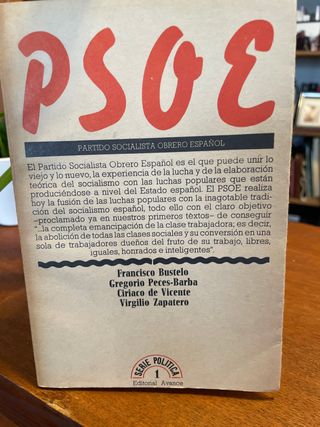 PSOE
PARTIDO SOCIALISTA OBRERO ESPAÑOL
El Partido Socialista Obrero Español es el que puede unir lo
viejo y lo nuevo, la experiencia de la lucha y de la elaboración
teórica del socialismo con las luchas populares que están
produciéndose a nivel del Estado español. El PSOE realiza
hoy la fusión de las luchas populares con la inagotable tradi-
ción del socialismo español, todo ello con el claro objetivo
-proclamado ya en nuestros primeros téxtos- de conseguir
"...la completa emancipación de la clase trabajadora; es decir,
la abolición de todas las clases sociales y su conversión en una
sola de trabajadores dueños del fruto de su trabajo, libres,
iguales, honrados e inteligentes".
Francisco Bustelo
Gregorio Peces-Barba
Ciriaco de Vicente
Virgilio Zapatero
SERIE POLITICA
1
Editorial Avance